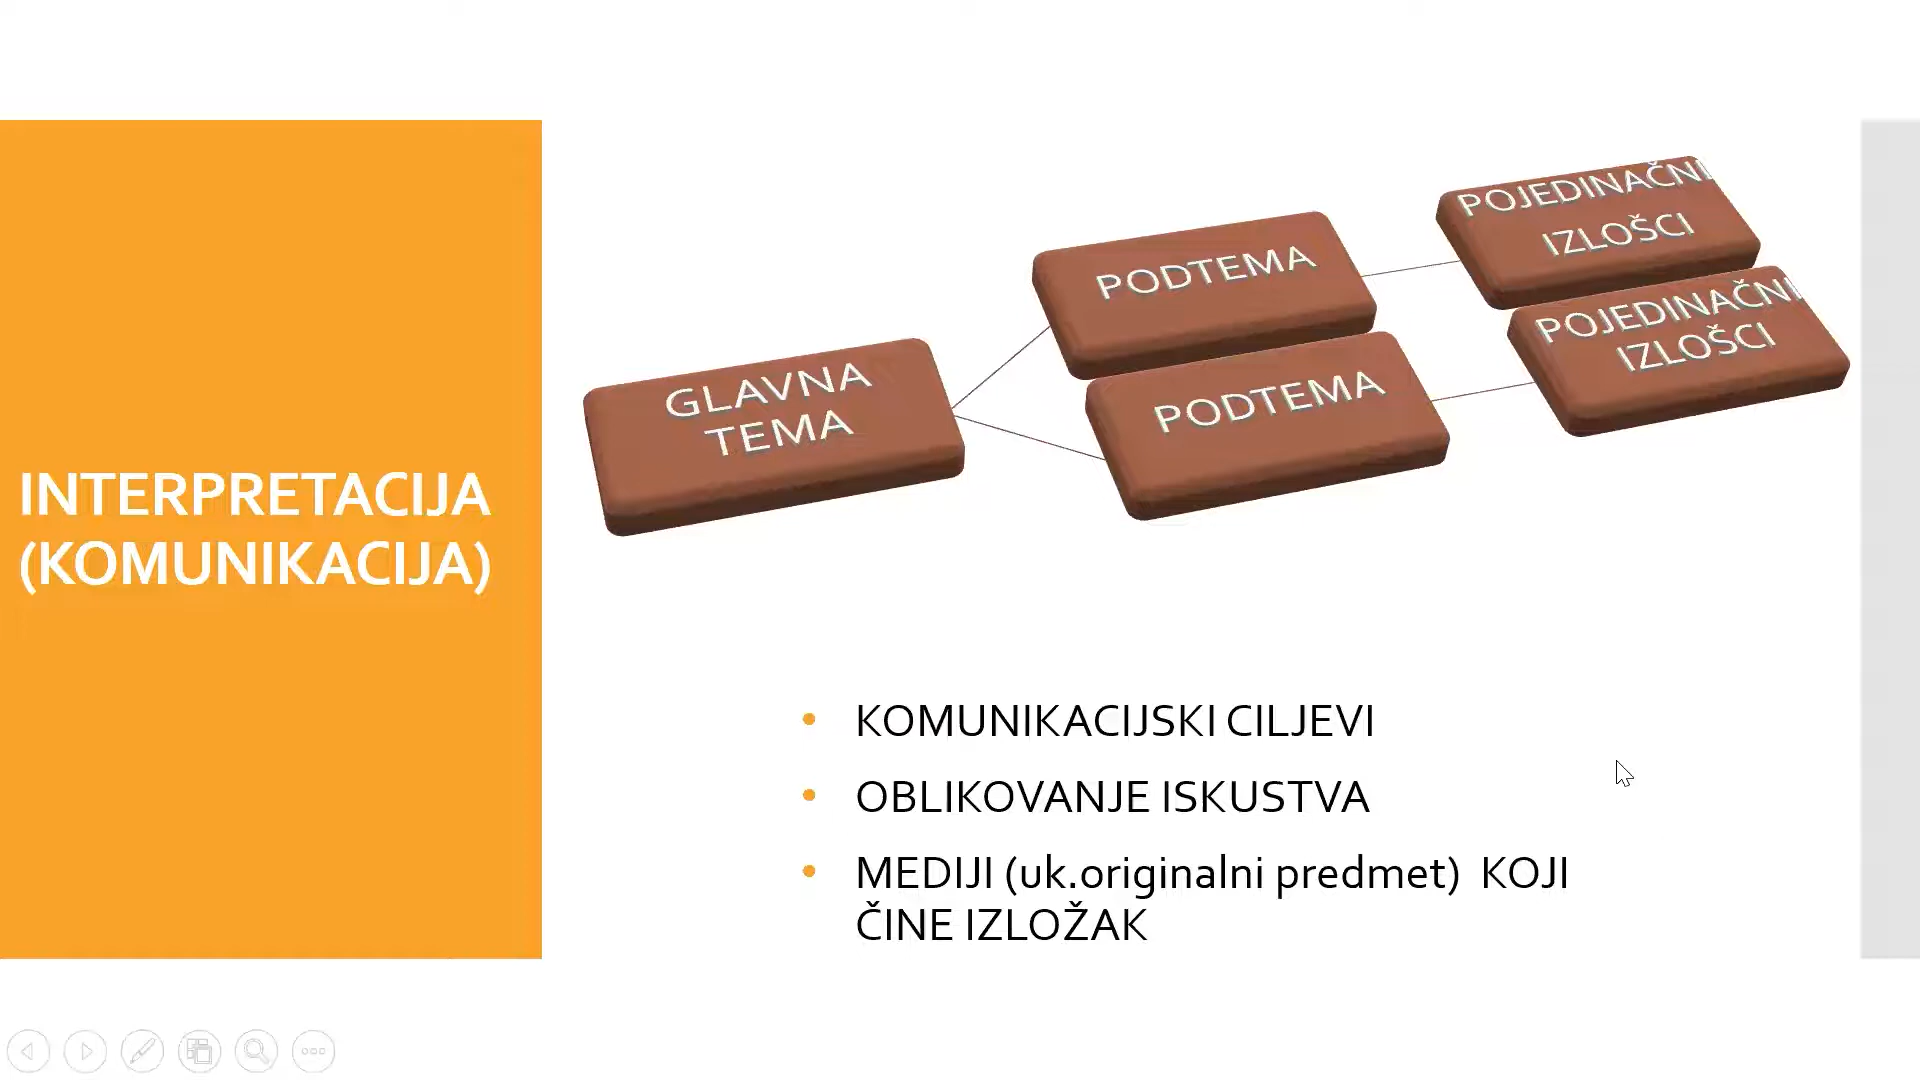 INTERPRETACIJA
(KOMUNIKACIJA)
GLAVNA
TEMA
PODTEMA
PODTEMA
POJEDINAČNI
IZLOŠCI
POJEDINAČNI
IZLOŠCI
• KOMUNIKACIJSKI CILJEVI
• OBLIKOVANJE ISKUSTVA
• MEDIJI (uk.originalni predmet) KOJI
ČINE IZLOŽAK